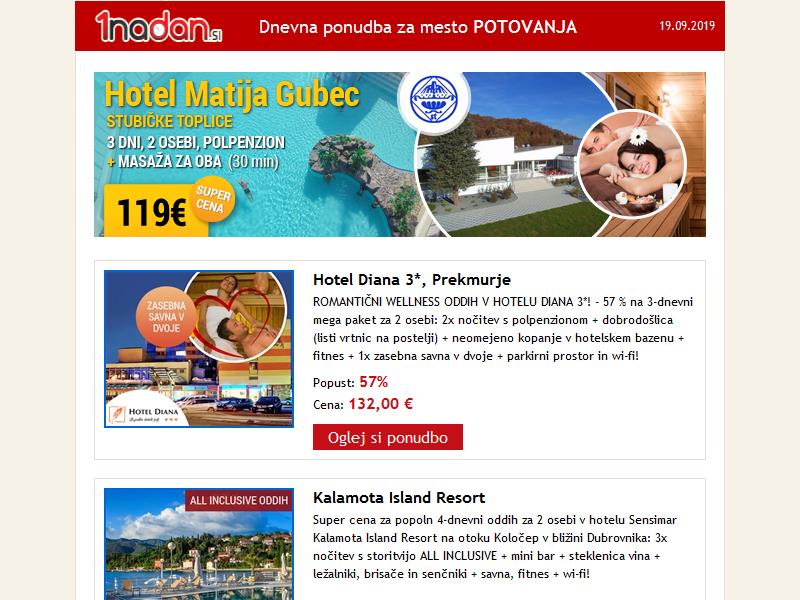 1nadan.si
Dnevna ponudba za mesto POTOVANJA
19.09.2019
Hotel Matija Gubec
STUBIČKE TOPLICE
3 DNI, 2 OSEBI, POLPENZION
+ MASAŽA ZA OBA (30 min)
119€
SUPER
CENA
ZASEBNA
SAVNA V
DVOJE
HOTEL DIANA
Hotel Diana 3*, Prekmurje
ROMANTIČNI WELLNESS ODDIH V HOTELU DIANA 3*! - 57 % na 3-dnevni
mega paket za 2 osebi: 2x nočitev s polpenzionom + dobrodošlica
(listi vrtnic na postelji) + neomejeno kopanje v hotelskem bazenu +
fitnes + 1x zasebna savna v dvoje + parkirni prostor in wi-fi!
Popust: 57%
Cena: 132,00 €
Oglej si ponudbo
ALL INCLUSIVE ODDIH
Kalamota Island Resort
Super cena za popoln 4-dnevni oddih za 2 osebi v hotelu Sensimar
Kalamota Island Resort na otoku Koločep v bližini Dubrovnika: 3x
nočitev s storitvijo ALL INCLUSIVE + mini bar + steklenica vina +
ležalniki, brisače in senčniki + savna, fitnes + wi-fi!